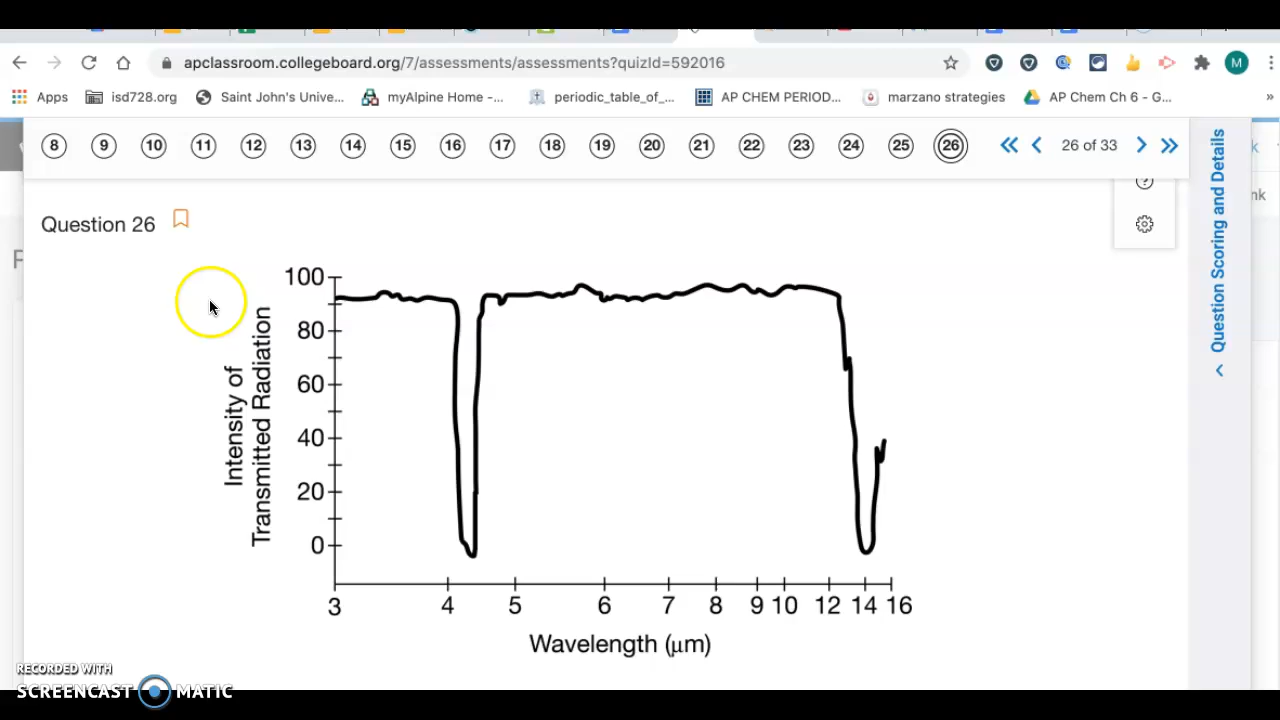 apclassroom.collegeboard.org/7/assessments/assessments?quizId=592016
M
Apps isd728.org Saint John's Unive... myAlpine Home -... periodic_table_of_... AP CHEM PERIOD... marzano strategies AP Chem Ch 6 - G... »
8 9 10 11 12 13 14 15 16 17 18 19 20 21 22 23 24 25 26 26 of 33
Question Scoring and Details
nk
Question 26
100
80
60
40
20
0
Intensity of
Transmitted Radiation
3 4 5 6 7 8 9 10 12 14 16
Wavelength (μm)
RECORDED WITH
SCREENCAST MATIC